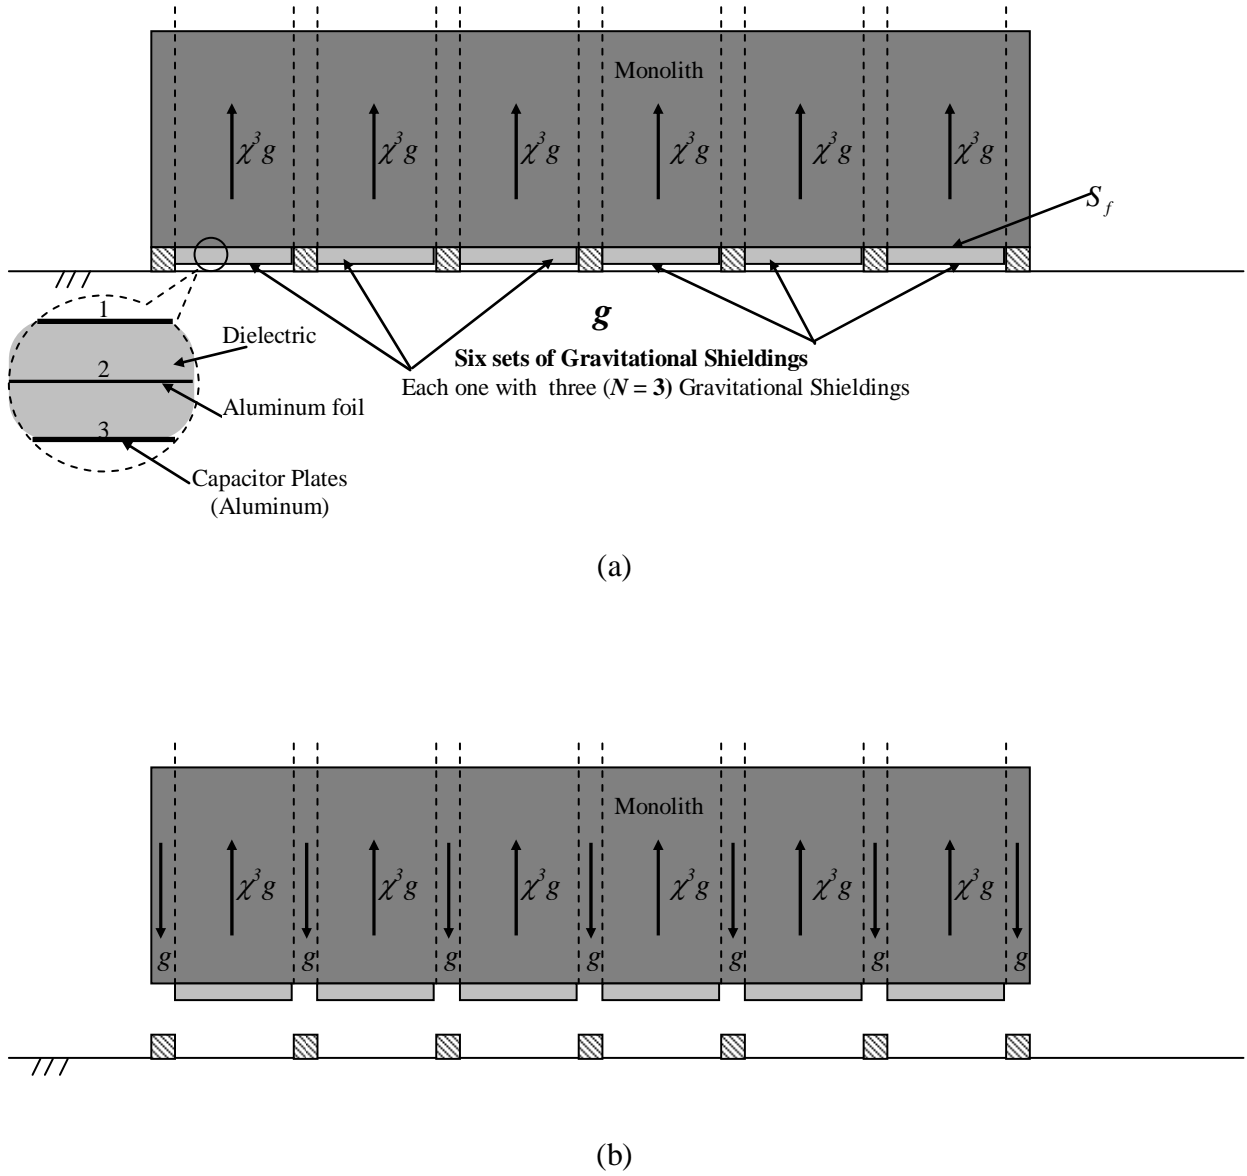 Monolith
χ³g χ³g χ³g χ³g χ³g χ³g
S_f
g
1
Dielectric
Six sets of Gravitational Shieldings
2
Each one with three (N = 3) Gravitational Shieldings
Aluminum foil
3
Capacitor Plates
(Aluminum)
(a)
Monolith
χ³g χ³g χ³g χ³g χ³g χ³g
g g g g g g g
(b)